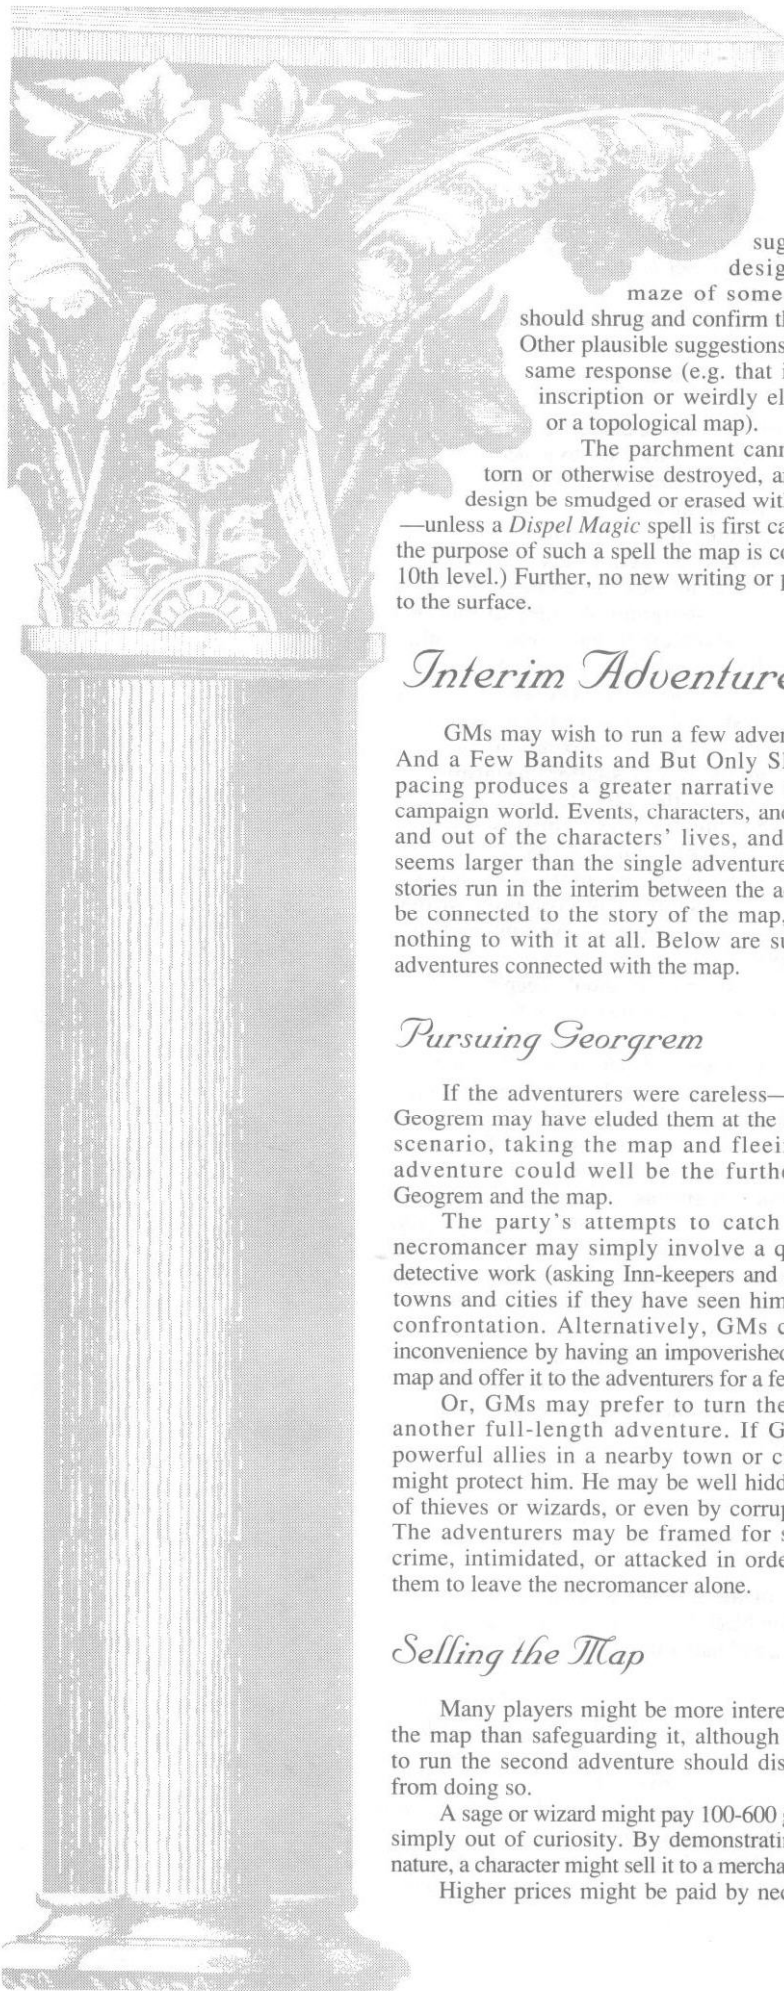 sug
desig
maze of some
should shrug and confirm th
Other plausible suggestions
same response (e.g. that i
inscription or weirdly el
or a topological map).
The parchment cann
torn or otherwise destroyed, a
design be smudged or erased wit
—unless a Dispel Magic spell is first ca
the purpose of such a spell the map is co
10th level.) Further, no new writing or p
to the surface.
Interim Adventure
GMs may wish to run a few adver
And a Few Bandits and But Only Sl
pacing produces a greater narrative
campaign world. Events, characters, and
and out of the characters' lives, and
seems larger than the single adventure
stories run in the interim between the a
be connected to the story of the map,
nothing to with it at all. Below are su
adventures connected with the map.
Pursuing Georgrem
If the adventurers were careless—
Geogrem may have eluded them at the
scenario, taking the map and fleei
adventure could well be the furthe
Geogrem and the map.
The party's attempts to catch
necromancer may simply involve a q
detective work (asking Inn-keepers and
towns and cities if they have seen him
confrontation. Alternatively, GMs c
inconvenience by having an impoverished
map and offer it to the adventurers for a fe
Or, GMs may prefer to turn the
another full-length adventure. If G
powerful allies in a nearby town or c
might protect him. He may be well hidd
of thieves or wizards, or even by corrup
The adventurers may be framed for s
crime, intimidated, or attacked in orde
them to leave the necromancer alone.
Selling the Map
Many players might be more intere
the map than safeguarding it, although
to run the second adventure should dis
from doing so.
A sage or wizard might pay 100-600 g
simply out of curiosity. By demonstrati
nature, a character might sell it to a mercha
Higher prices might be paid by nec